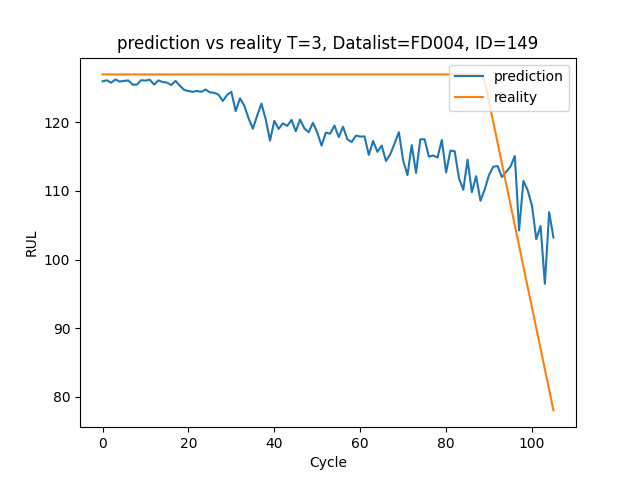 prediction vs reality T=3, Datalist=FD004, ID=149
prediction
reality
120
110
100
90
80
RUL
0 20 40 60 80 100
Cycle